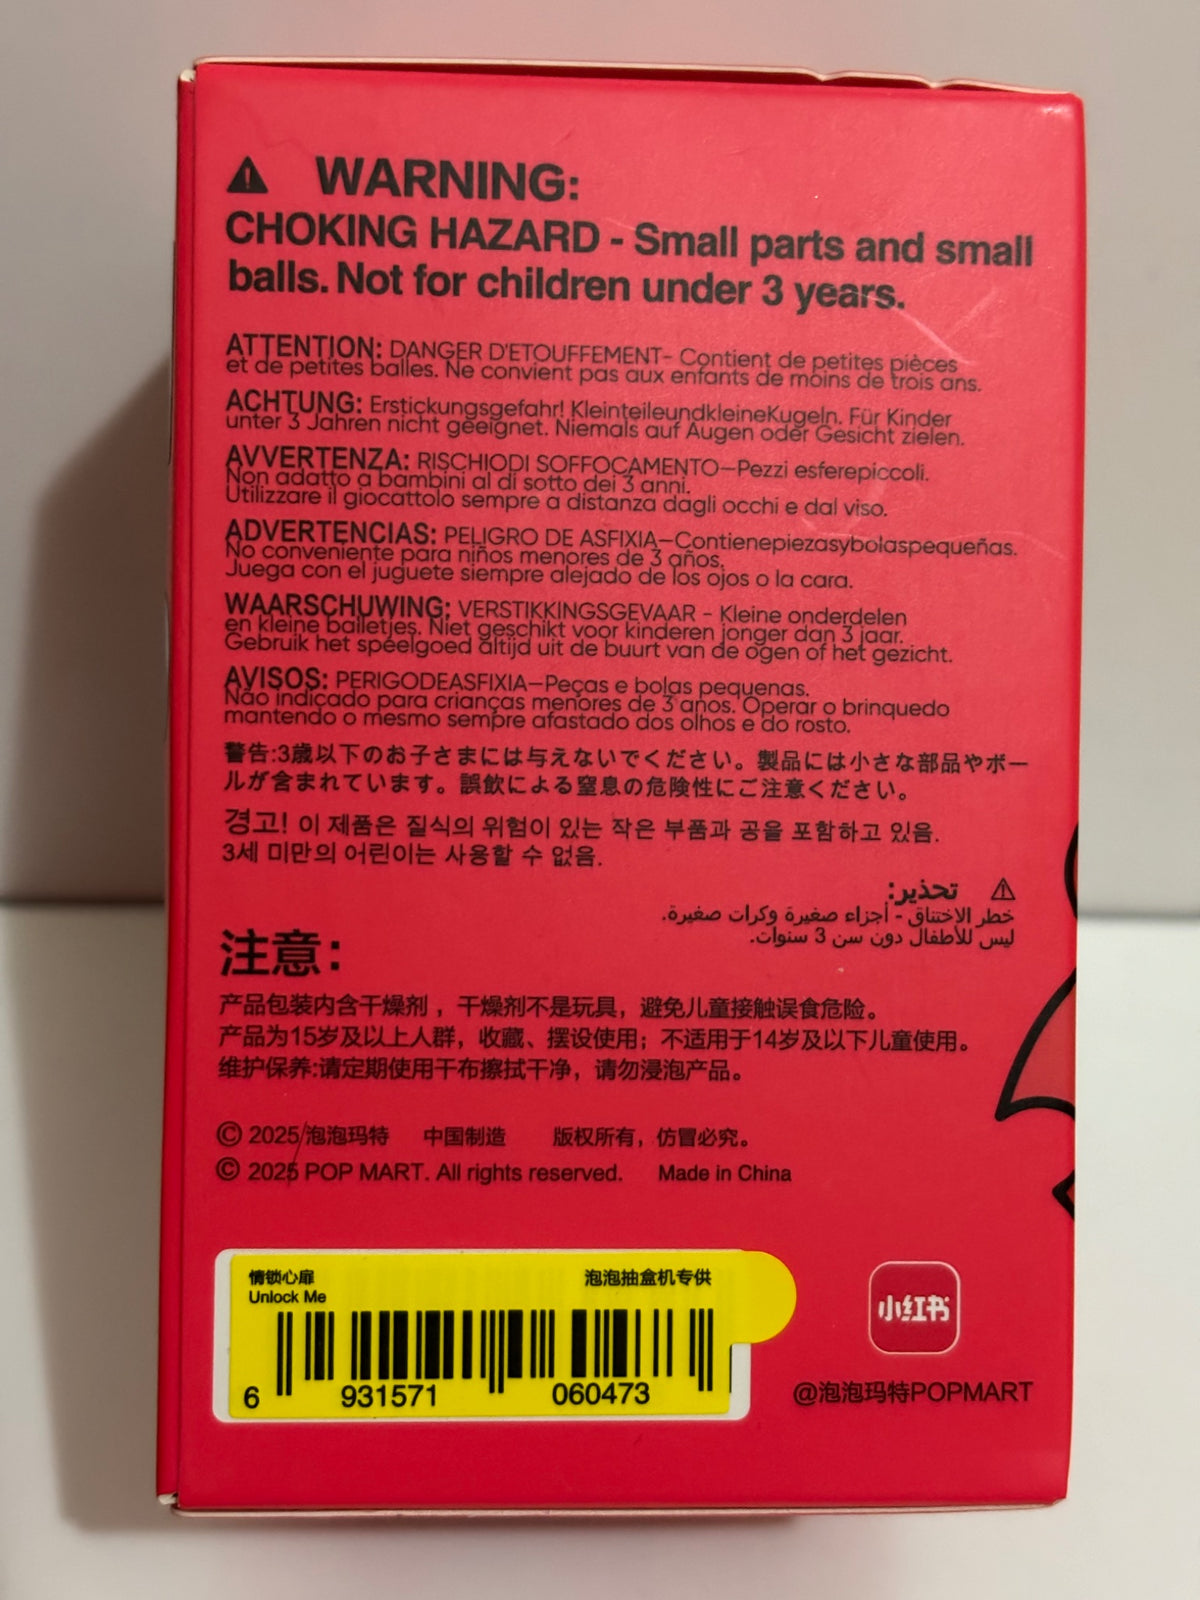 ⚠ WARNING:
CHOKING HAZARD - Small parts and small
balls. Not for children under 3 years.
ATTENTION: DANGER D'ETOUFFEMENT- Contient de petites pièces
et de petites balles. Ne convient pas aux enfants de moins de trois ans.
ACHTUNG: Erstickungsgefahr! KleinteileundkleineKugeln. Für Kinder
unter 3 Jahren nicht geeignet. Niemals auf Augen oder Gesicht zielen.
AVVERTENZA: RISCHIODI SOFFOCAMENTO—Pezzi esferepiccoli.
Non adatto a bambini al di sotto dei 3 anni.
Utilizzare il giocattolo sempre a distanza dagli occhi e dal viso.
ADVERTENCIAS: PELIGRO DE ASFIXIA—Contienepiezasybolaspequeñas.
No conveniente para niños menores de 3 años.
Juega con el juguete siempre alejado de los ojos o la cara.
WAARSCHUWING: VERSTIKKINGSGEVAAR - Kleine onderdelen
en kleine balletjes. Niet geschikt voor kinderen jonger dan 3 jaar.
Gebruik het speelgoed altijd uit de buurt van de ogen of het gezicht.
AVISOS: PERIGODEASFIXIA—Peças e bolas pequenas.
Não indicado para crianças menores de 3 anos. Operar o brinquedo
mantendo o mesmo sempre afastado dos olhos e do rosto.
警告:3歳以下のお子さまには与えないでください。製品には小さな部品やボー
ルが含まれています。誤飲による窒息の危険性にご注意ください。
경고! 이 제품은 질식의 위험이 있는 작은 부품과 공을 포함하고 있음.
3세 미만의 어린이는 사용할 수 없음.
⚠ تحذير:
خطر الاختناق - أجزاء صغيرة وكرات صغيرة.
ليس للأطفال دون سن 3 سنوات.
注意：
产品包装内含干燥剂，干燥剂不是玩具，避免儿童接触误食危险。
产品为15岁及以上人群，收藏、摆设使用；不适用于14岁及以下儿童使用。
维护保养:请定期使用干布擦拭干净，请勿浸泡产品。
© 2025 泡泡玛特 中国制造 版权所有，仿冒必究。
© 2025 POP MART. All rights reserved. Made in China
情锁心扉 泡泡抽盒机专供
Unlock Me
6 931571 060473
小红书
@泡泡玛特POPMART